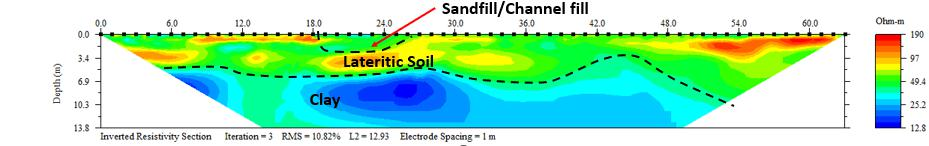 Sandfill/Channel fill
0.0 6.0 12.0 18.0 24.0 30.0 36.0 42.0 48.0 54.0 60.0
Ohm-m
0.0
3.4
6.9
10.3
13.8
Depth (m)
Lateritic Soil
Clay
190
97
49.4
25.2
12.8
Inverted Resistivity Section Iteration = 3 RMS = 10.82% L2 = 12.93 Electrode Spacing = 1 m